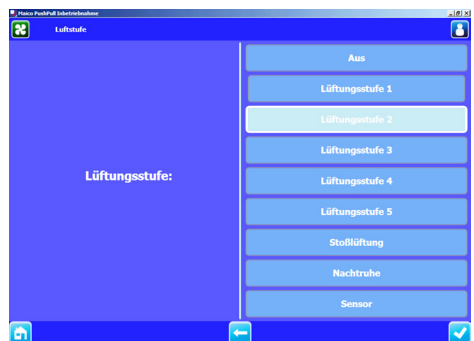 Maico PushPull Inbetriebnahme
Luftstufe
Aus
Lüftungsstufe 1
Lüftungsstufe 2
Lüftungsstufe:
Lüftungsstufe 3
Lüftungsstufe 4
Lüftungsstufe 5
Stoßlüftung
Nachtruhe
Sensor